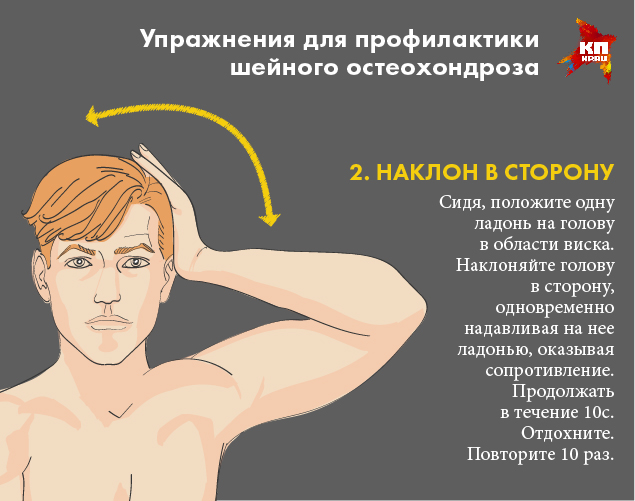 Упражнения для профилактики
шейного остеохондроза
КП
КРАЦ
2. НАКЛОН В СТОРОНУ
Сидя, положите одну
ладонь на голову
в области виска.
Наклоняйте голову
в сторону,
одновременно
надавливая на нее
ладонью, оказывая
сопротивление.
Продолжать
в течение 10с.
Отдохните.
Повторите 10 раз.